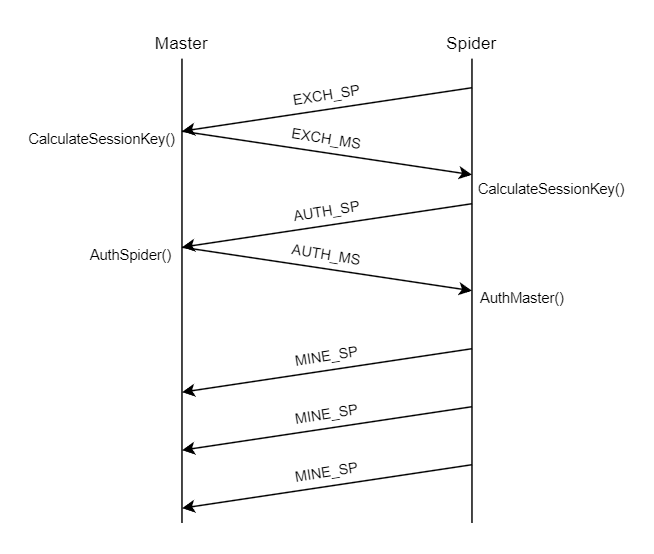 Master
Spider
EXCH_SP
EXCH_MS
CalculateSessionKey()
CalculateSessionKey()
AUTH_SP
AUTH_MS
AuthSpider()
AuthMaster()
MINE_SP
MINE_SP
MINE_SP